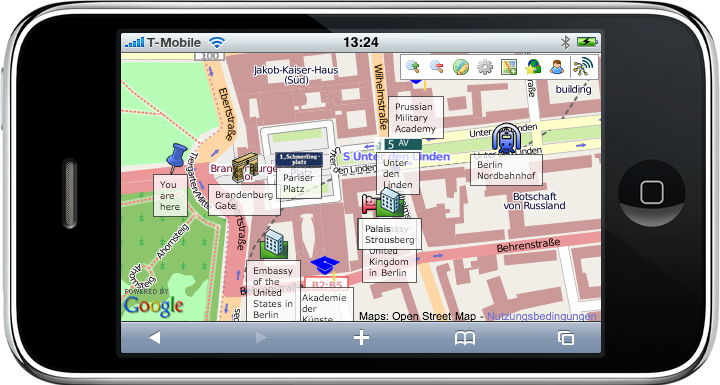 T-Mobile
13:24
100
Jakob-Kaiser-Haus
(Süd)
Ebertstraße
Wilhelmstraße
building
Prussian
Military
Academy
5 AV
Unter
S Unter den Linden
Unter-
den
Linden
Berlin
Nordbahnhof
1.Schmerling-
platz
Pariser
Platz
You
are
here
Brandenburg
Gate
Botschaft
von Russland
Palais
Strousberg
United
Kingdom
in Berlin
Behrenstraße
Ahornsteig
Embassy
of the
United
States in
Berlin
B2;B5
Akademie
der
Künste
POWERED BY
Google
Maps: Open Street Map - Nutzungsbedingungen